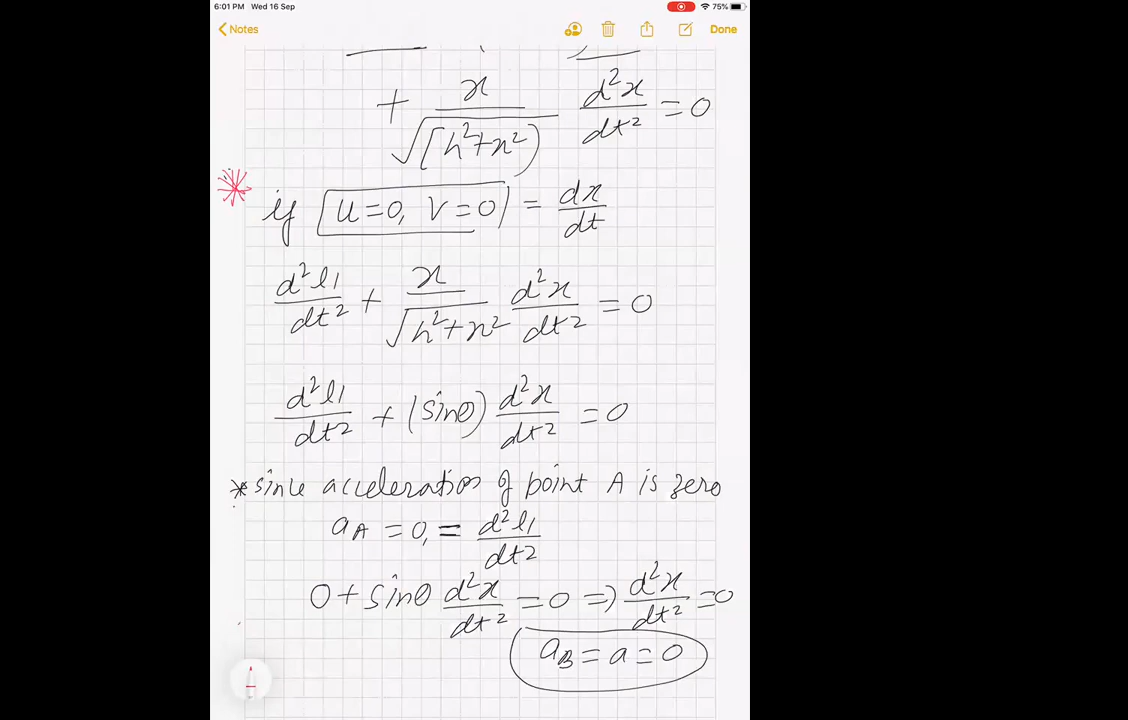 6:01 PM Wed 16 Sep 75%
Notes Done
+ x/√(h²+x²) d²x/dt² = 0
if u=0, v=0 = dx/dt
d²l₁/dt² + x/√h²+x² d²x/dt² = 0
d²l₁/dt² + (sinθ) d²x/dt² = 0
*since acceleration of point A is zero
a_A = 0, = d²l₁/dt²
0 + sinθ d²x/dt² = 0 ⇒ d²x/dt² = 0
a_B = a = 0